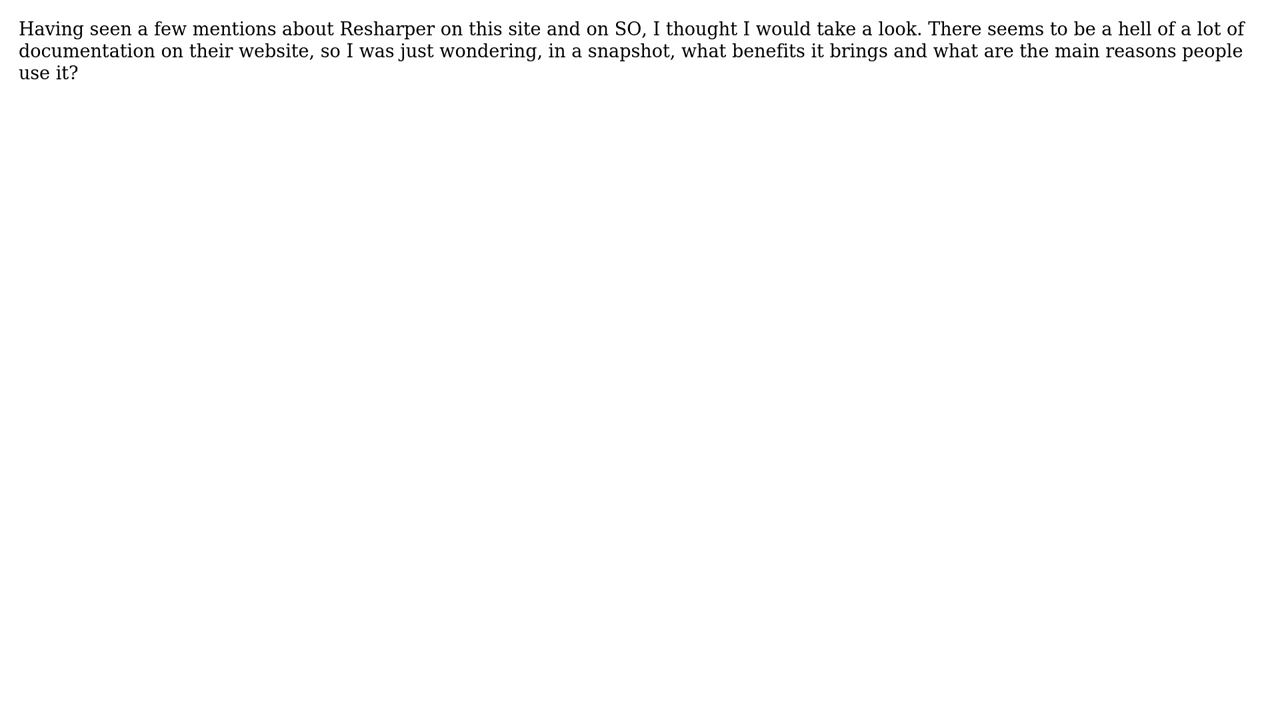 Having seen a few mentions about Resharper on this site and on SO, I thought I would take a look. There seems to be a hell of a lot of
documentation on their website, so I was just wondering, in a snapshot, what benefits it brings and what are the main reasons people
use it?